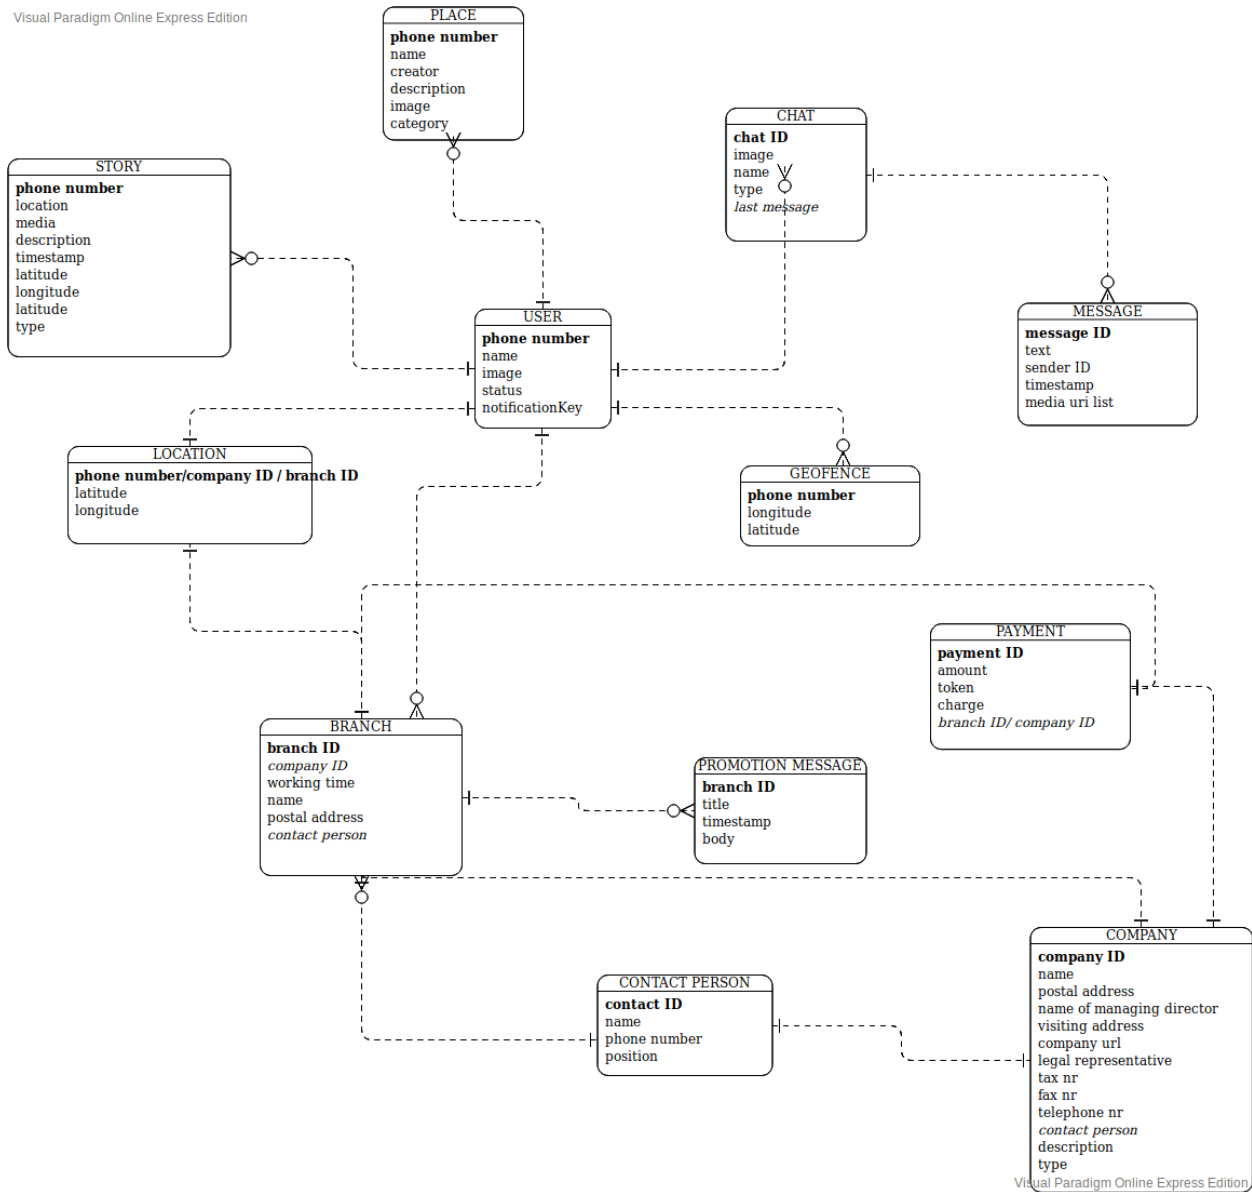 Visual Paradigm Online Express Edition
PLACE
phone number
name
creator
description
image
category
CHAT
chat ID
image
name
type
last message
STORY
phone number
location
media
description
timestamp
latitude
longitude
latitude
type
USER
phone number
name
image
status
notificationKey
MESSAGE
message ID
text
sender ID
timestamp
media uri list
LOCATION
phone number/company ID / branch ID
latitude
longitude
GEOFENCE
phone number
longitude
latitude
PAYMENT
payment ID
amount
token
charge
branch ID/ company ID
BRANCH
branch ID
company ID
working time
name
postal address
contact person
PROMOTION MESSAGE
branch ID
title
timestamp
body
COMPANY
company ID
name
postal address
name of managing director
visiting address
company url
legal representative
tax nr
fax nr
telephone nr
contact person
description
type
CONTACT PERSON
contact ID
name
phone number
position
Visual Paradigm Online Express Edition